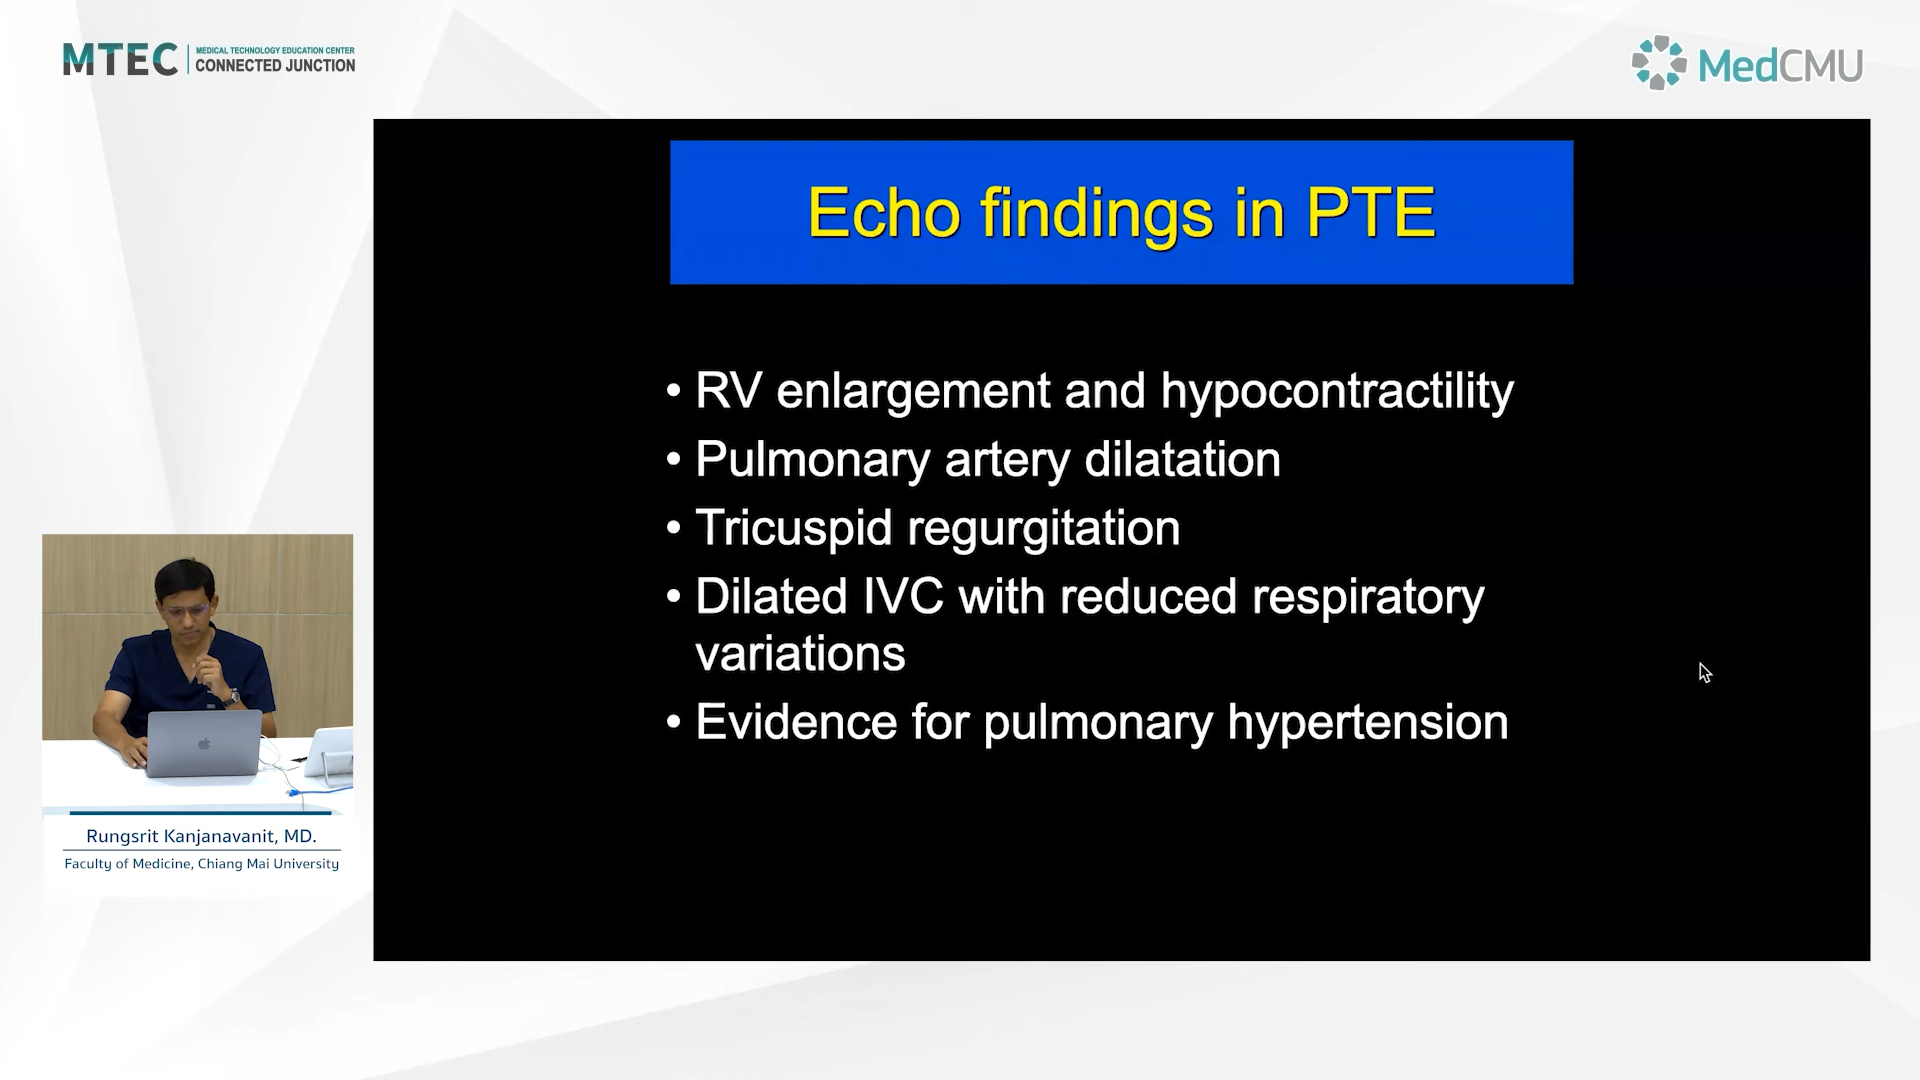 MTEC
MEDICAL TECHNOLOGY EDUCATION CENTER
CONNECTED JUNCTION
MedCMU
Echo findings in PTE
• RV enlargement and hypocontractility
• Pulmonary artery dilatation
• Tricuspid regurgitation
• Dilated IVC with reduced respiratory
variations
• Evidence for pulmonary hypertension
Rungsrit Kanjanavanit, MD.
Faculty of Medicine, Chiang Mai University